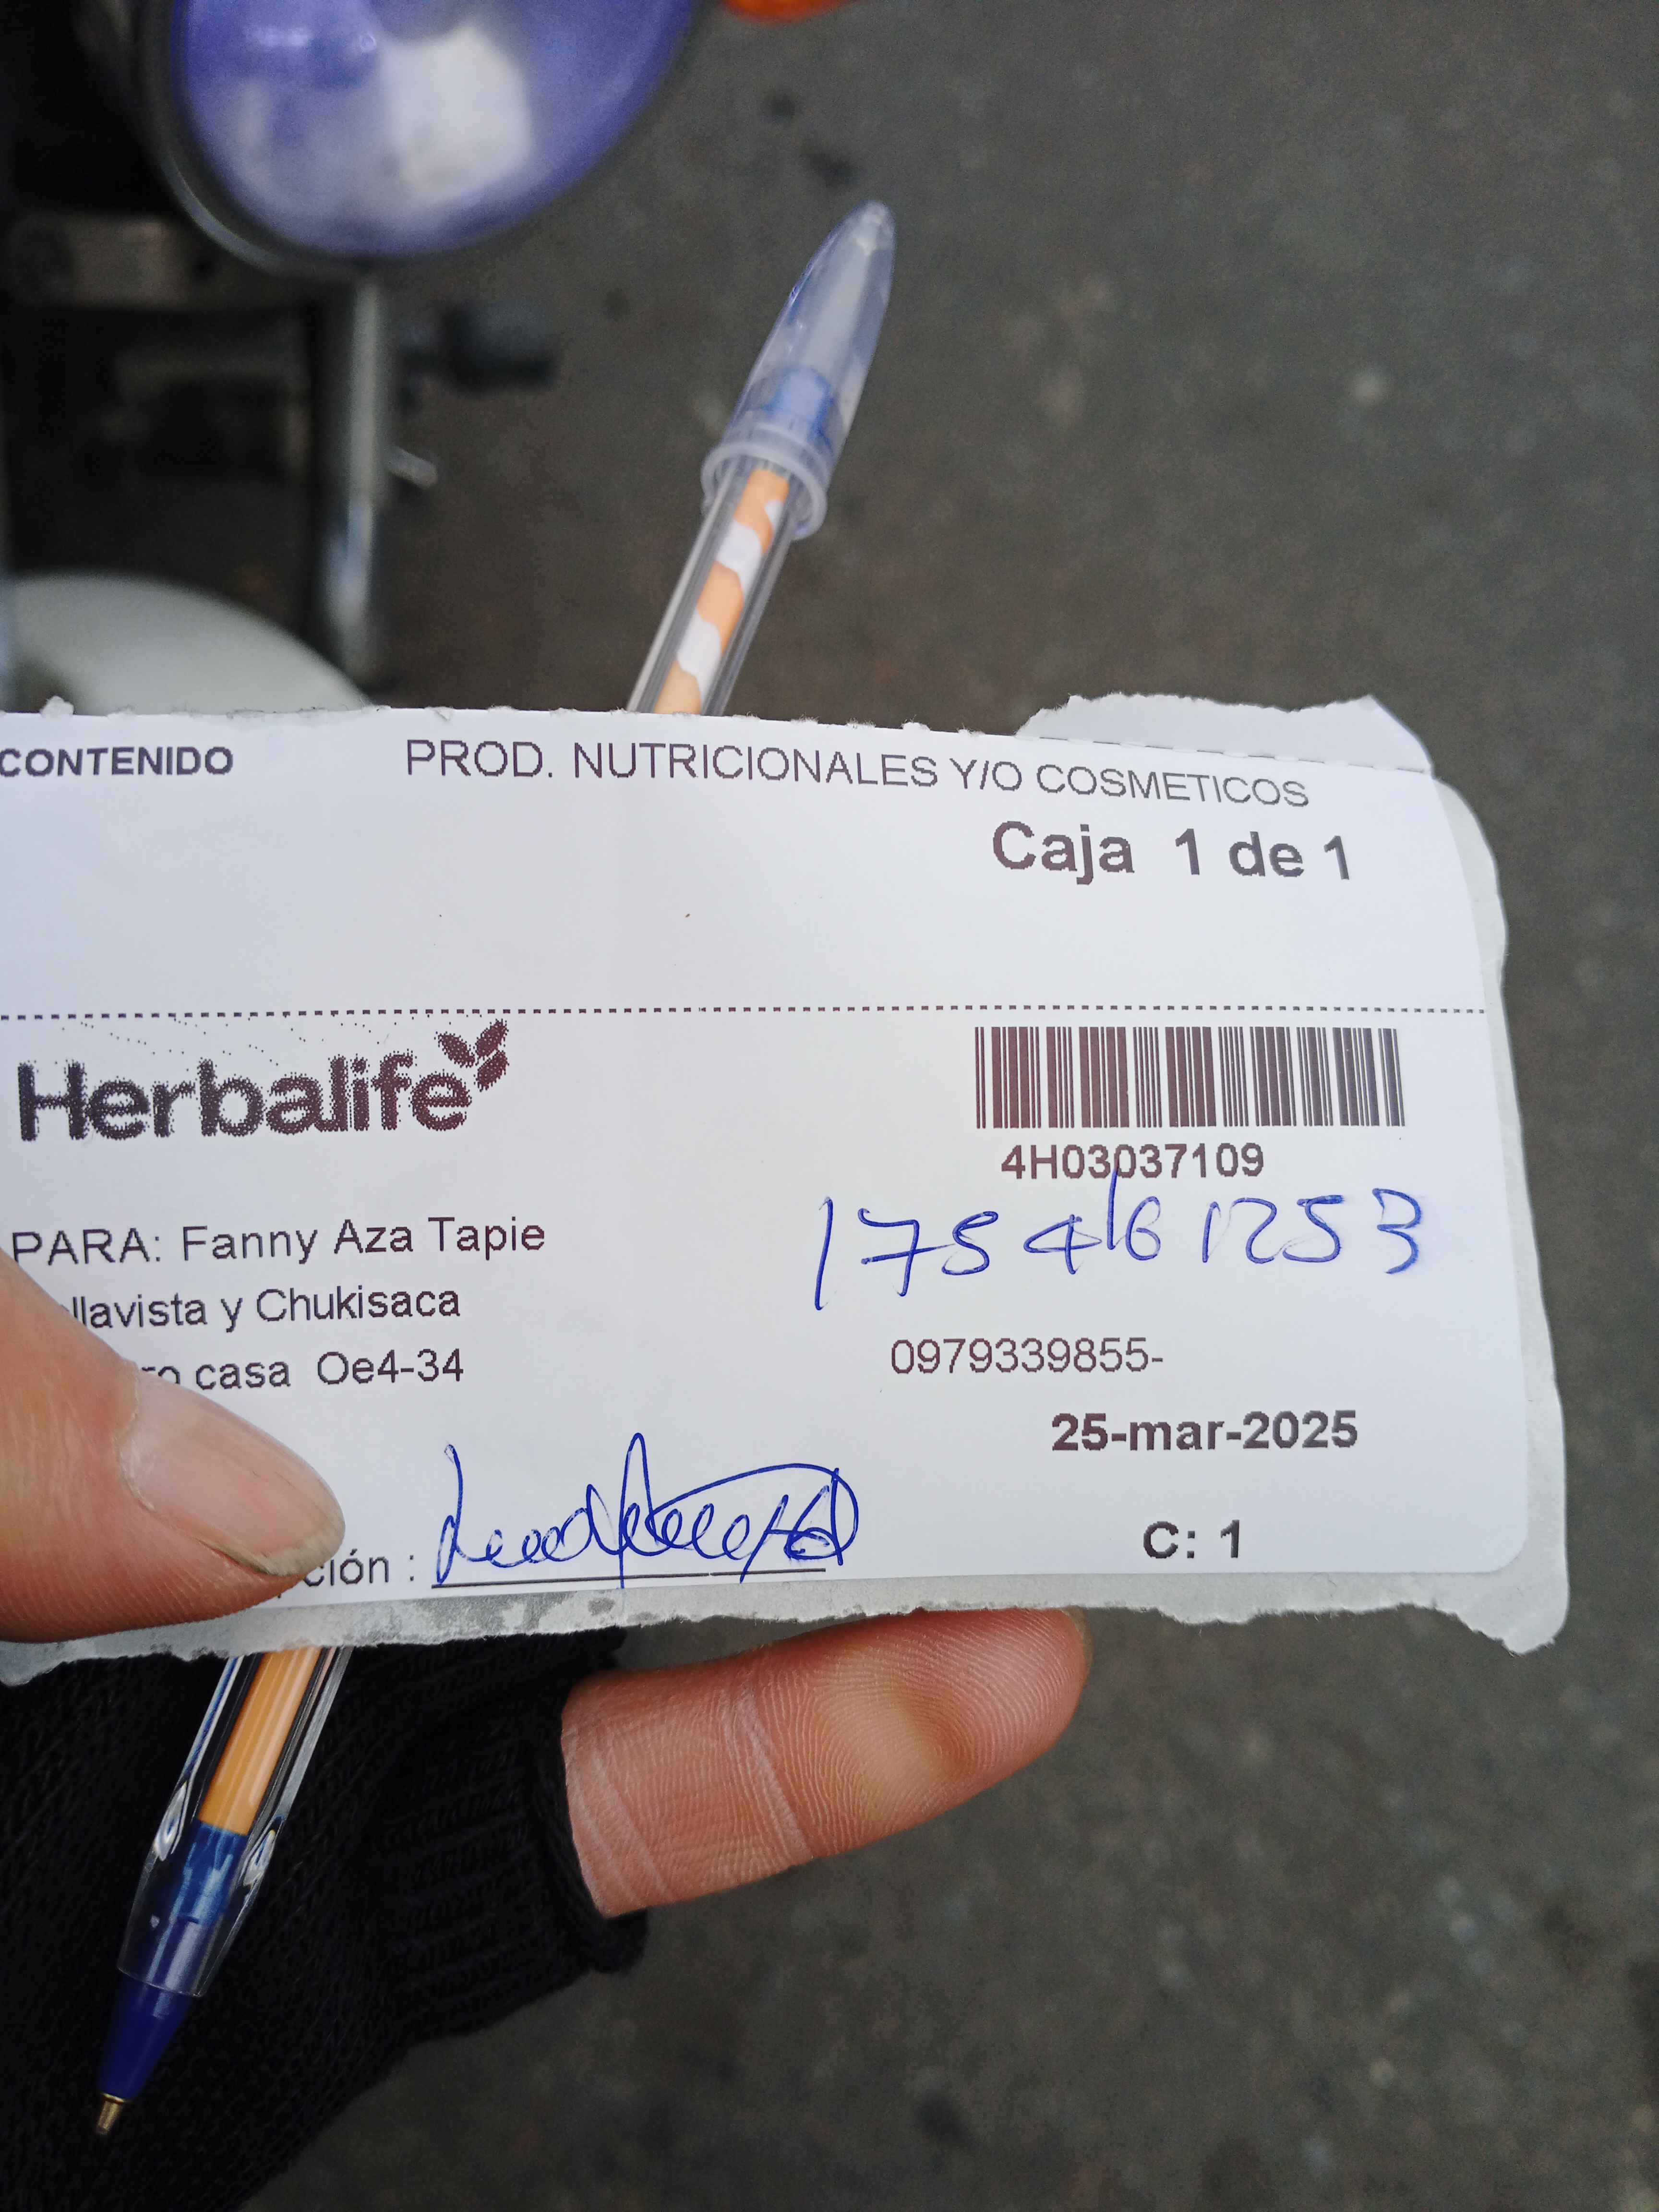 CONTENIDO PROD. NUTRICIONALES Y/O COSMETICOS
Caja 1 de 1
Herbalife
4H03037109
PARA: Fanny Aza Tapie
llavista y Chukisaca
ro casa Oe4-34
0979339855-
25-mar-2025
ción :
C: 1